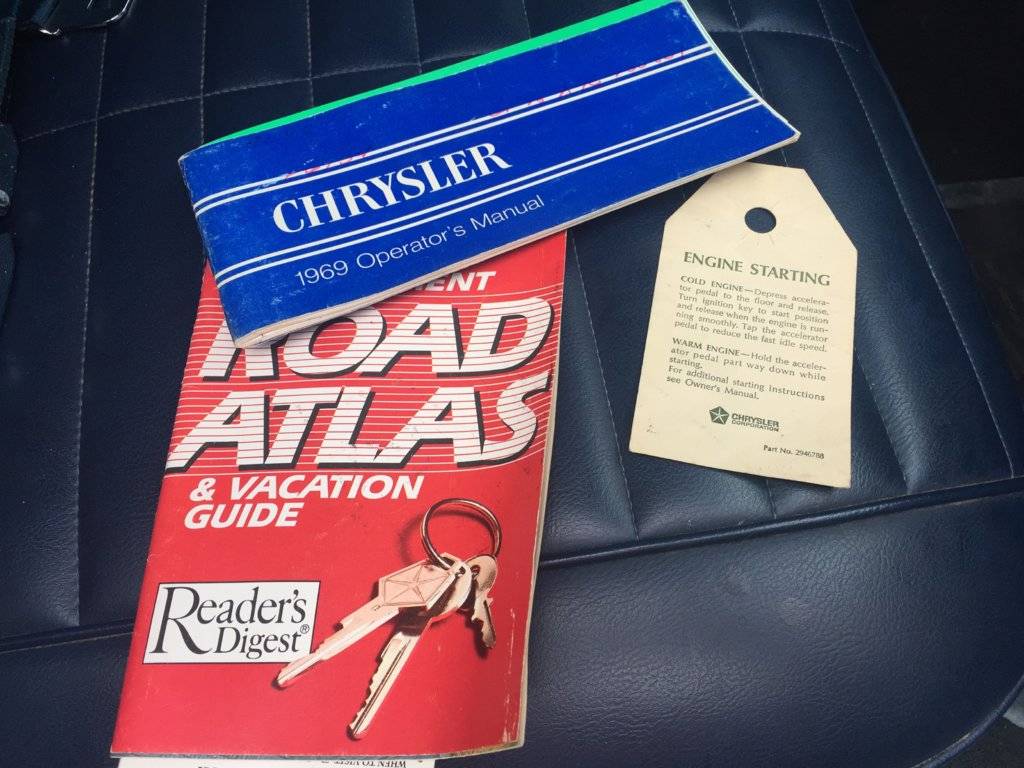 CHRYSLER
1969 Operator's Manual
ENT
ROAD
ATLAS
& VACATION
GUIDE
Reader's
Digest®
ENGINE STARTING
COLD ENGINE—Depress accelera-
tor pedal to the floor and release.
Turn ignition key to start position
and release when the engine is run-
ning smoothly. Tap the accelerator
pedal to reduce the fast idle speed.
WARM ENGINE—Hold the acceler-
ator pedal part way down while
starting.
For additional starting instructions
see Owner's Manual.
CHRYSLER
CORPORATION
Part No. 2946788